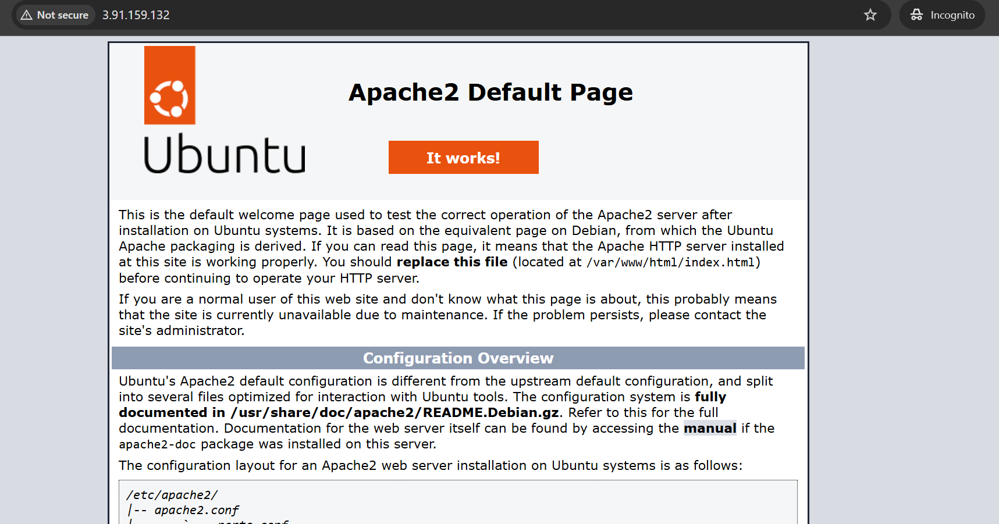 Not secure 3.91.159.132 Incognito
Ubuntu
Apache2 Default Page
It works!
This is the default welcome page used to test the correct operation of the Apache2 server after
installation on Ubuntu systems. It is based on the equivalent page on Debian, from which the Ubuntu
Apache packaging is derived. If you can read this page, it means that the Apache HTTP server installed
at this site is working properly. You should replace this file (located at /var/www/html/index.html)
before continuing to operate your HTTP server.
If you are a normal user of this web site and don't know what this page is about, this probably means
that the site is currently unavailable due to maintenance. If the problem persists, please contact the
site's administrator.
Configuration Overview
Ubuntu's Apache2 default configuration is different from the upstream default configuration, and split
into several files optimized for interaction with Ubuntu tools. The configuration system is fully
documented in /usr/share/doc/apache2/README.Debian.gz. Refer to this for the full
documentation. Documentation for the web server itself can be found by accessing the manual if the
apache2-doc package was installed on this server.
The configuration layout for an Apache2 web server installation on Ubuntu systems is as follows:
/etc/apache2/
|-- apache2.conf